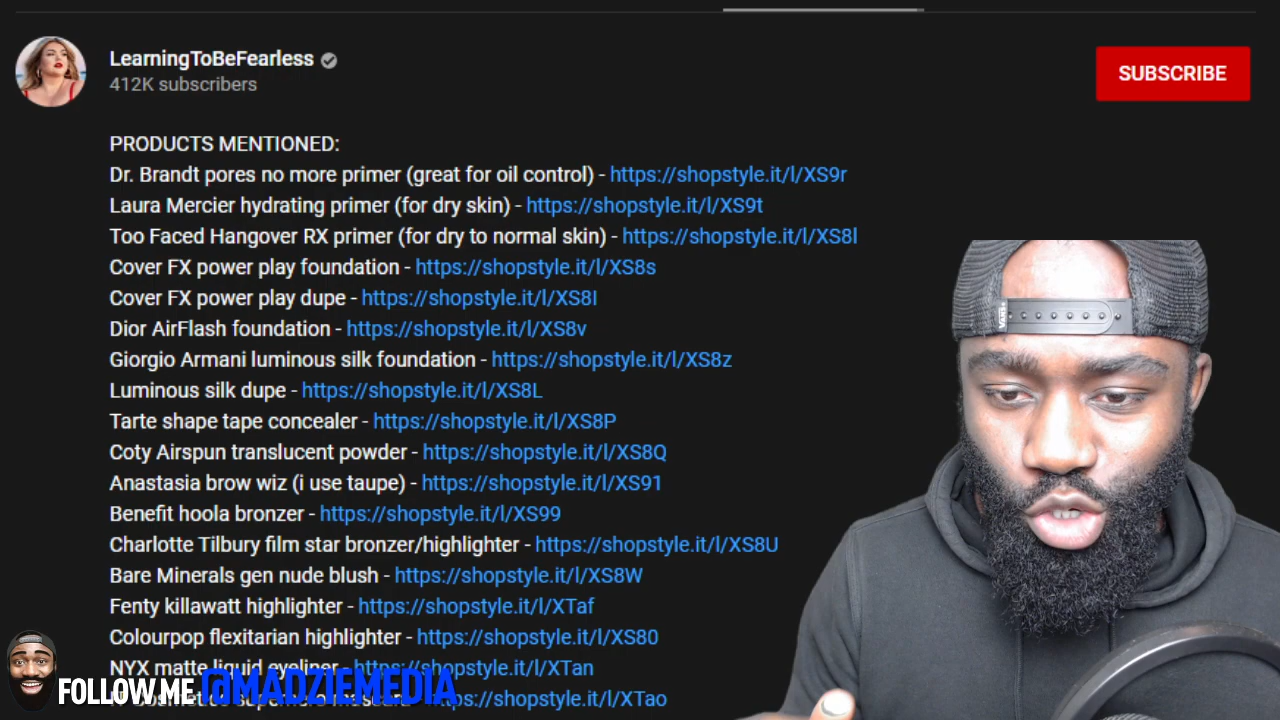 LearningToBeFearless
412K subscribers
SUBSCRIBE
PRODUCTS MENTIONED:
Dr. Brandt pores no more primer (great for oil control) - https://shopstyle.it/l/XS9r
Laura Mercier hydrating primer (for dry skin) - https://shopstyle.it/l/XS9t
Too Faced Hangover RX primer (for dry to normal skin) - https://shopstyle.it/l/XS8l
Cover FX power play foundation - https://shopstyle.it/l/XS8s
Cover FX power play dupe - https://shopstyle.it/l/XS8I
Dior AirFlash foundation - https://shopstyle.it/l/XS8v
Giorgio Armani luminous silk foundation - https://shopstyle.it/l/XS8z
Luminous silk dupe - https://shopstyle.it/l/XS8L
Tarte shape tape concealer - https://shopstyle.it/l/XS8P
Coty Airspun translucent powder - https://shopstyle.it/l/XS8Q
Anastasia brow wiz (i use taupe) - https://shopstyle.it/l/XS91
Benefit hoola bronzer - https://shopstyle.it/l/XS99
Charlotte Tilbury film star bronzer/highlighter - https://shopstyle.it/l/XS8U
Bare Minerals gen nude blush - https://shopstyle.it/l/XS8W
Fenty killawatt highlighter - https://shopstyle.it/l/XTaf
Colourpop flexitarian highlighter - https://shopstyle.it/l/XS80
NYX matte liquid eyeliner - https://shopstyle.it/l/XTan
superhero mascara - https://shopstyle.it/l/XTao
FOLLOW ME @MADZIEMEDIA
VANS